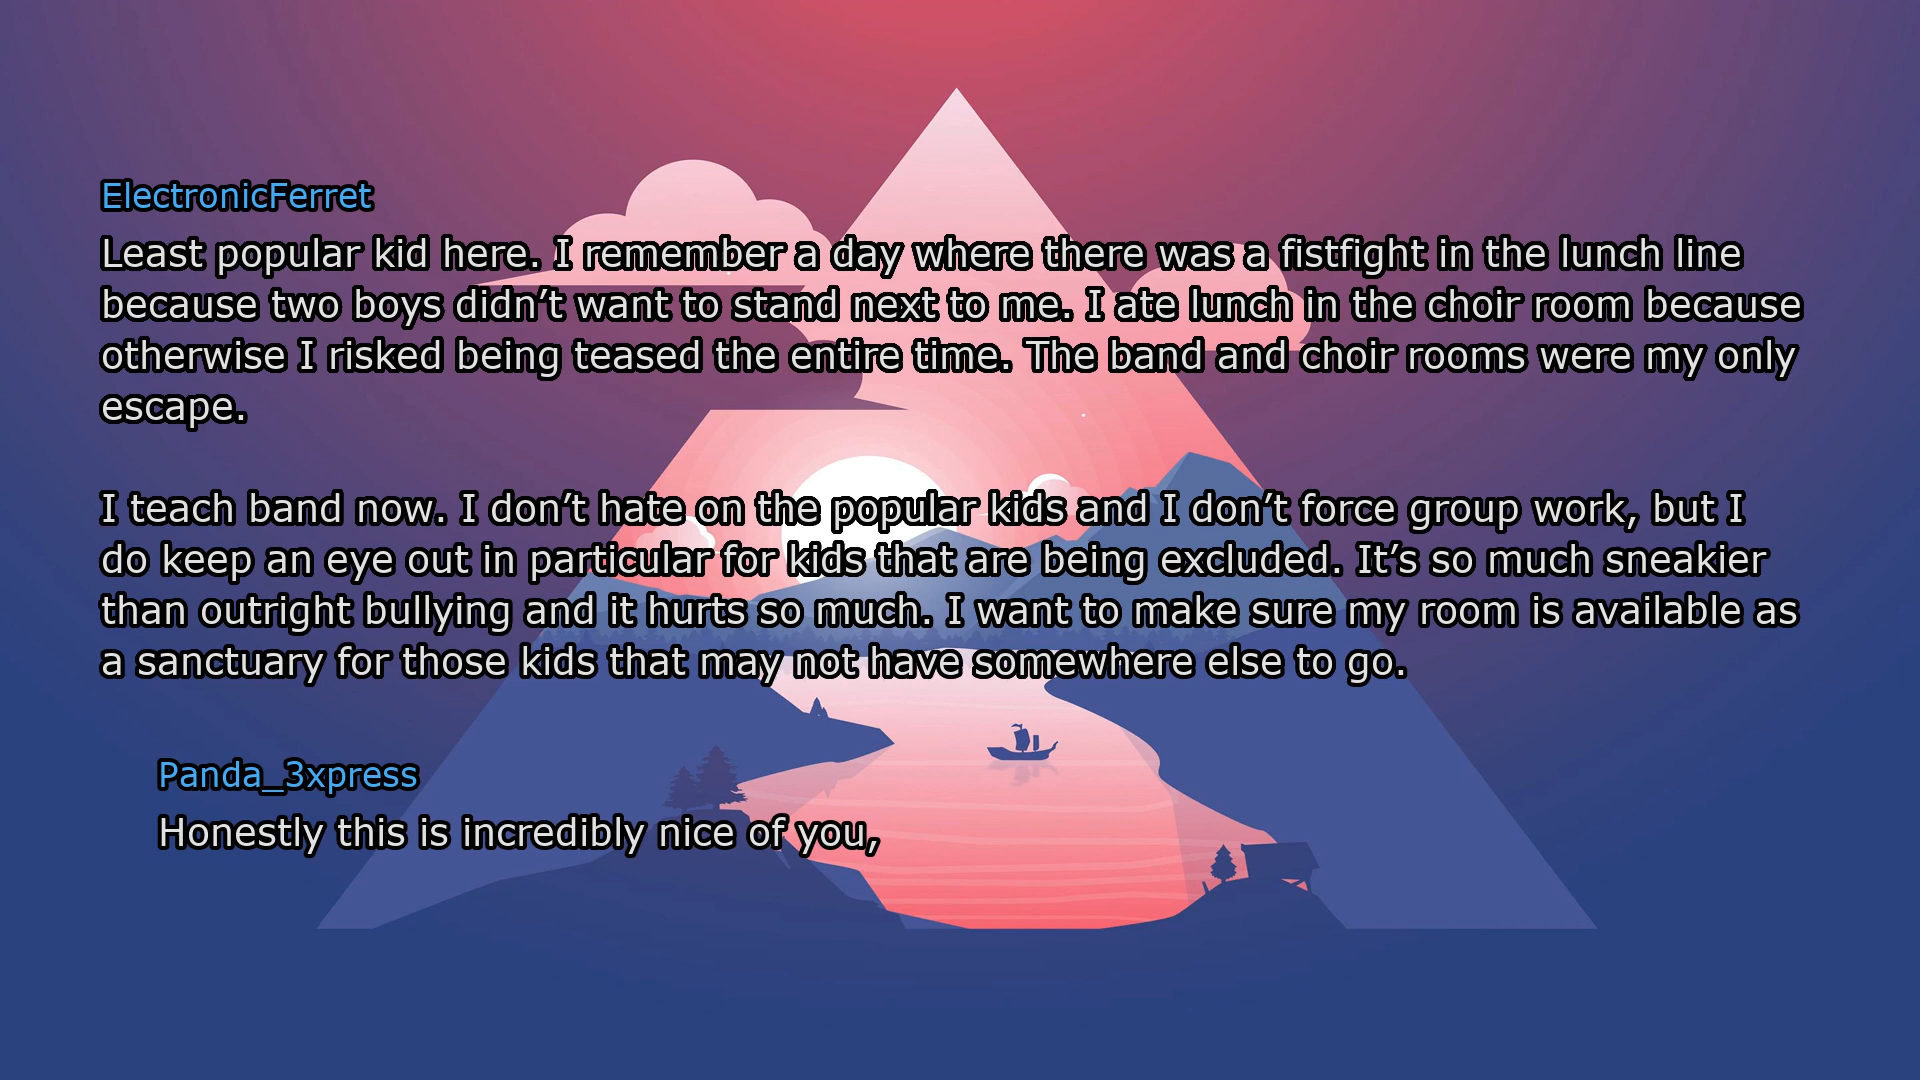 ElectronicFerret
Least popular kid here. I remember a day where there was a fistfight in the lunch line
because two boys didn’t want to stand next to me. I ate lunch in the choir room because
otherwise I risked being teased the entire time. The band and choir rooms were my only
escape.
I teach band now. I don’t hate on the popular kids and I don’t force group work, but I
do keep an eye out in particular for kids that are being excluded. It’s so much sneakier
than outright bullying and it hurts so much. I want to make sure my room is available as
a sanctuary for those kids that may not have somewhere else to go.
Panda_3xpress
Honestly this is incredibly nice of you,